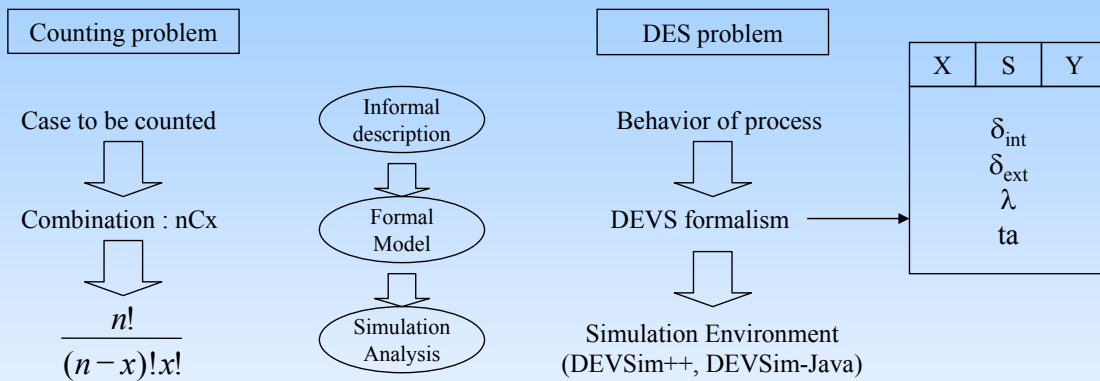 Counting problem
Case to be counted
Combination : nCx
n!
(n−x)!x!
Informal
description
Formal
Model
Simulation
Analysis
DES problem
Behavior of process
DEVS formalism
Simulation Environment
(DEVSim++, DEVSim-Java)
X S Y
δint
δext
λ
ta